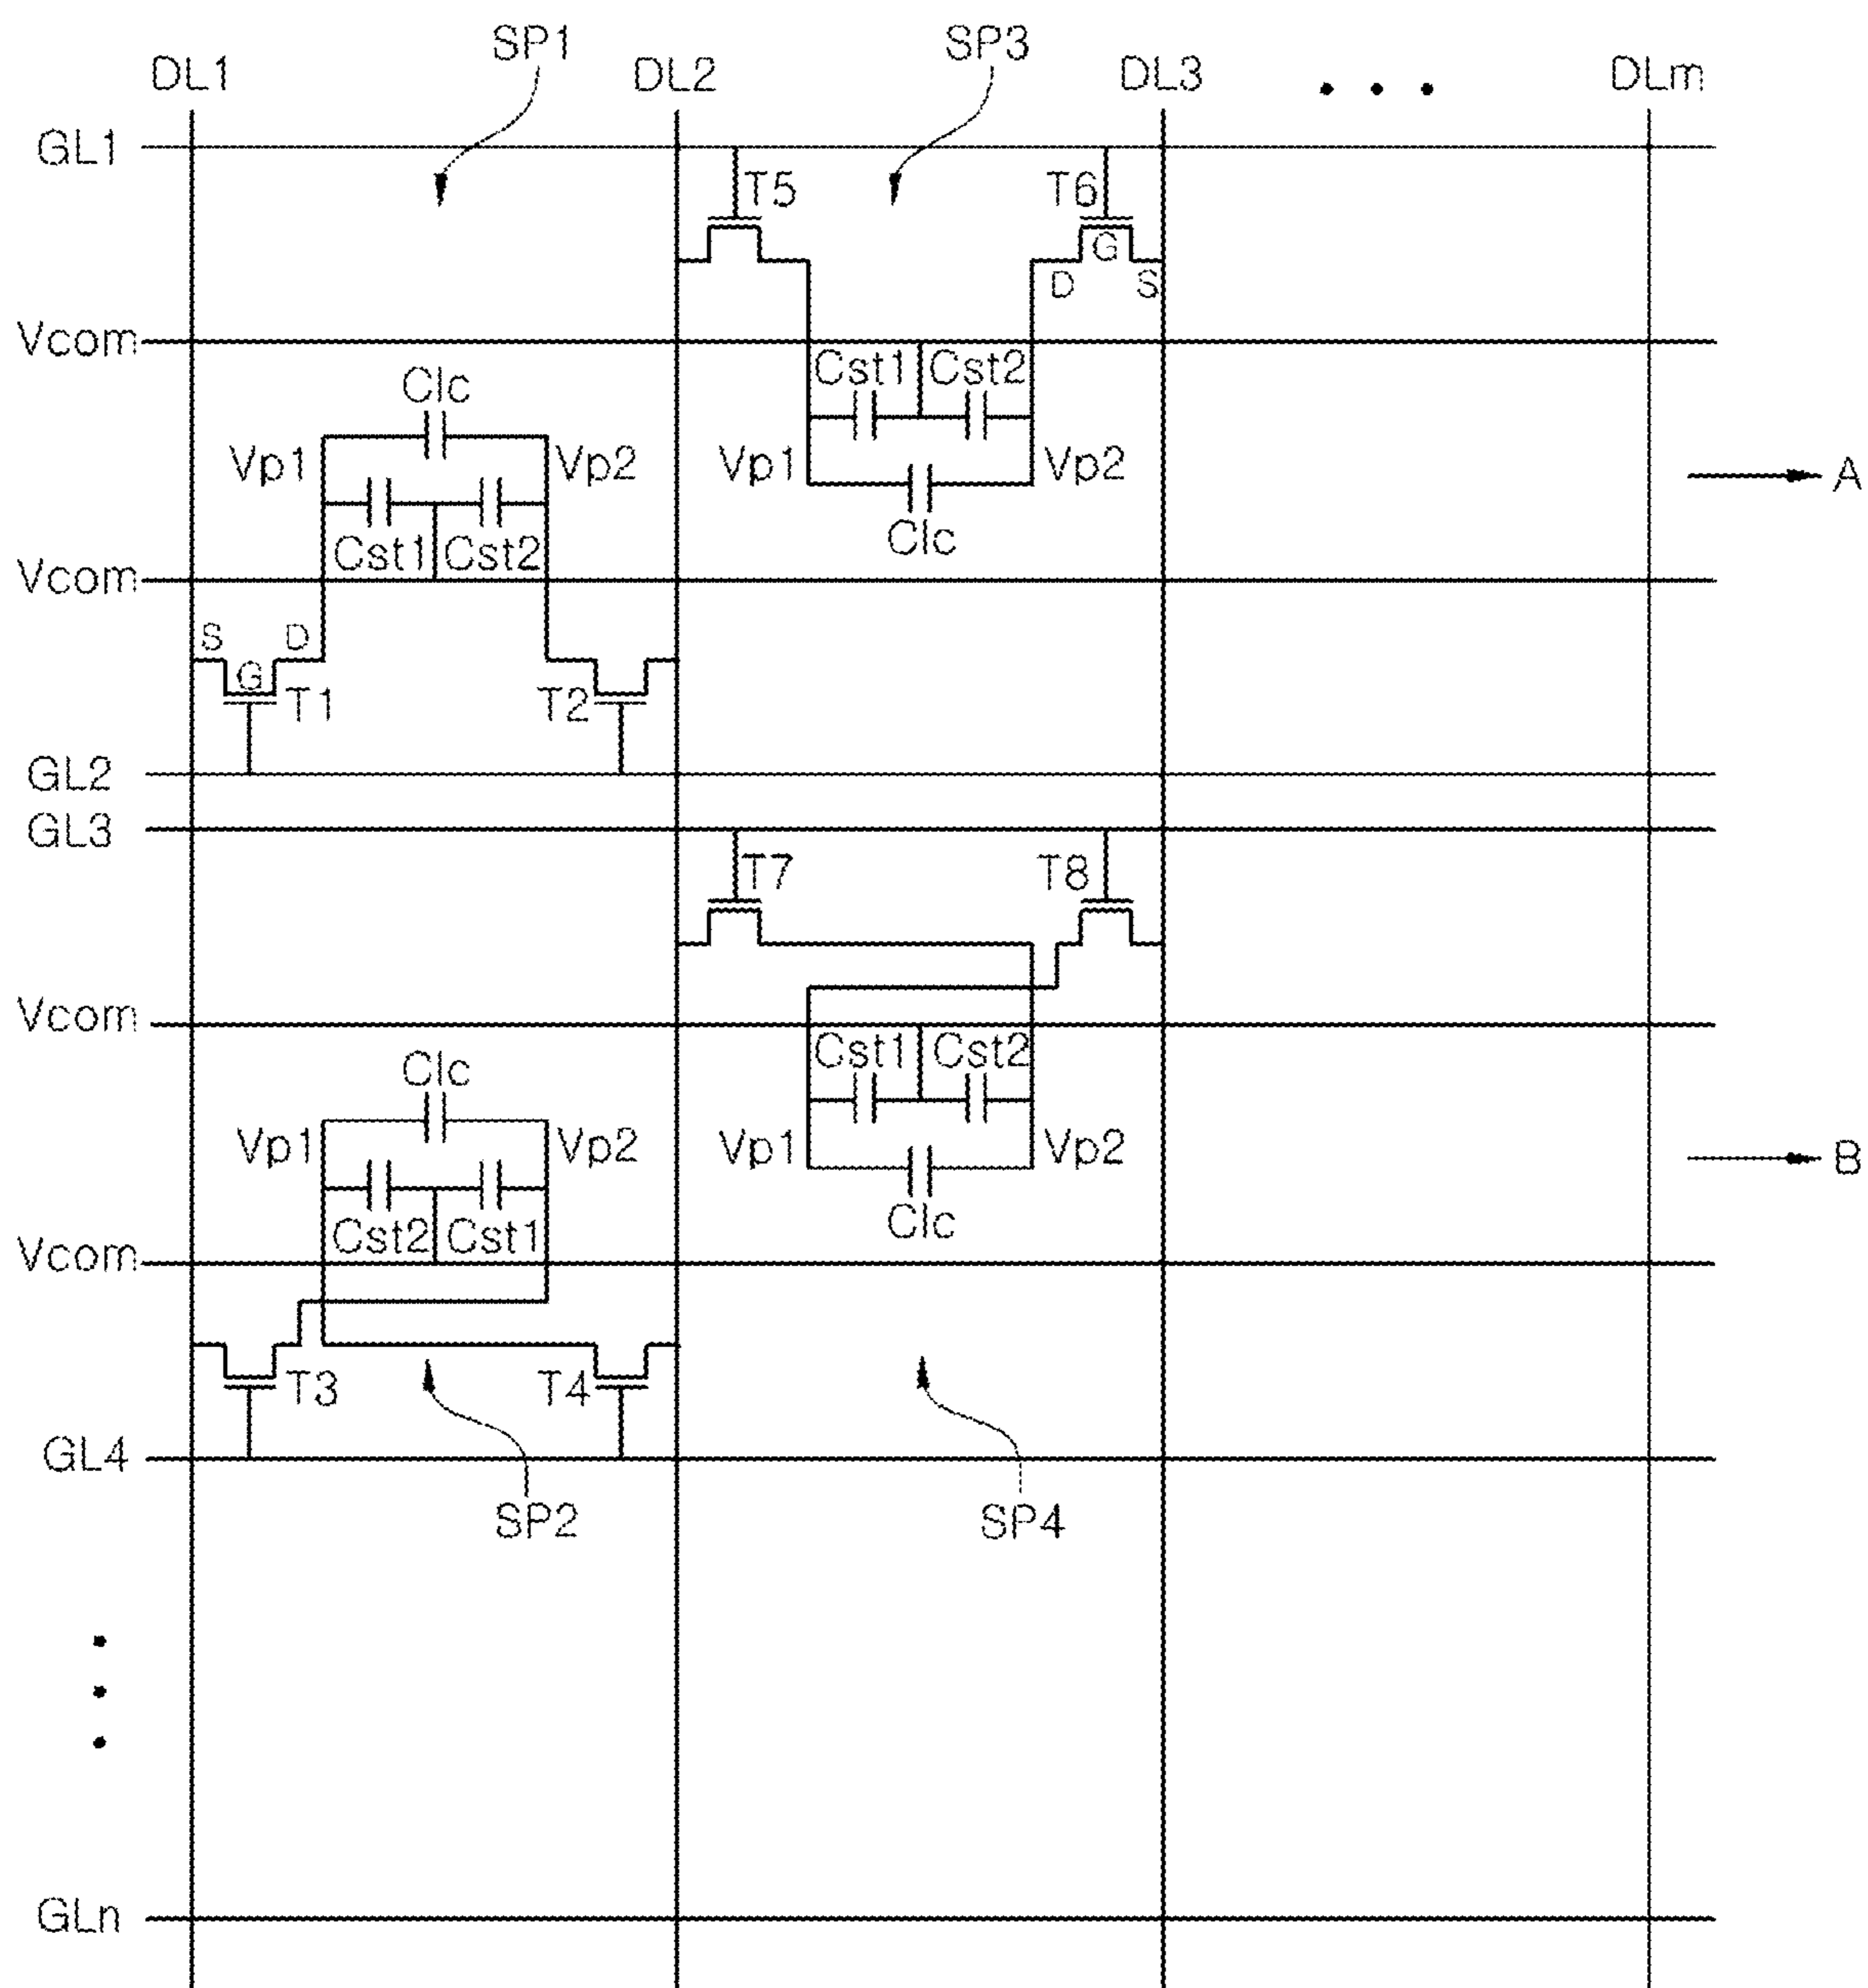 SP1 SP3
DL1 DL2 DL3 • • • DLm
GL1
T5 T6
G
D S
Vcom
Cst1 Cst2
Clc
Vp1 Vp2 Vp1 Vp2
A
Clc
Cst1 Cst2
Vcom
S D
G
T1 T2
GL2
GL3
T7 T8
Vcom
Cst1 Cst2
Clc
Vp1 Vp2 Vp1 Vp2
B
Clc
Cst2 Cst1
Vcom
T3 T4
GL4
SP2 SP4
GLn